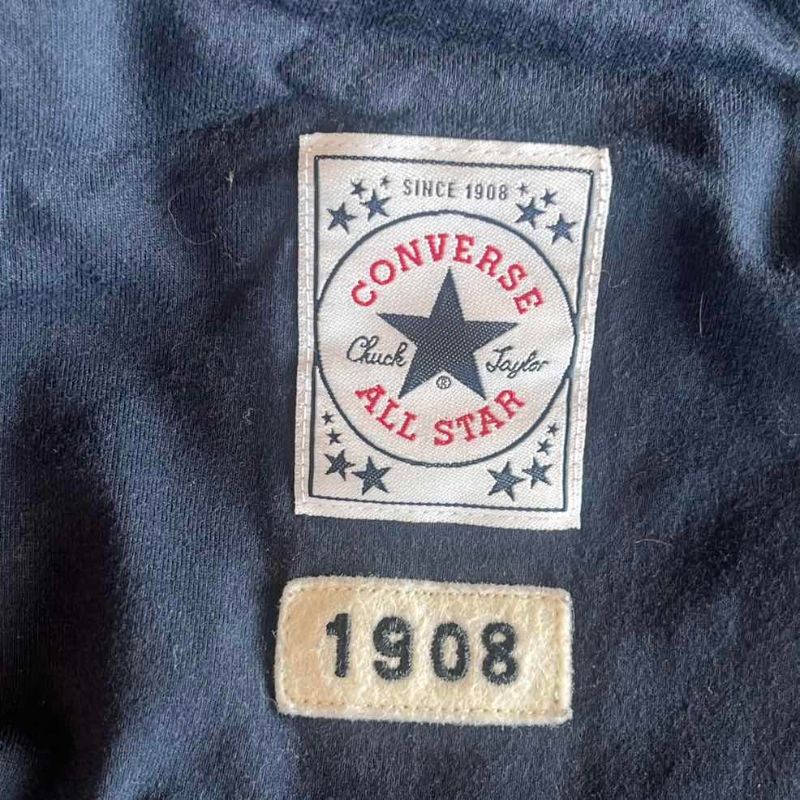 SINCE 1908
CONVERSE
Chuck Taylor
®
ALL STAR
1908